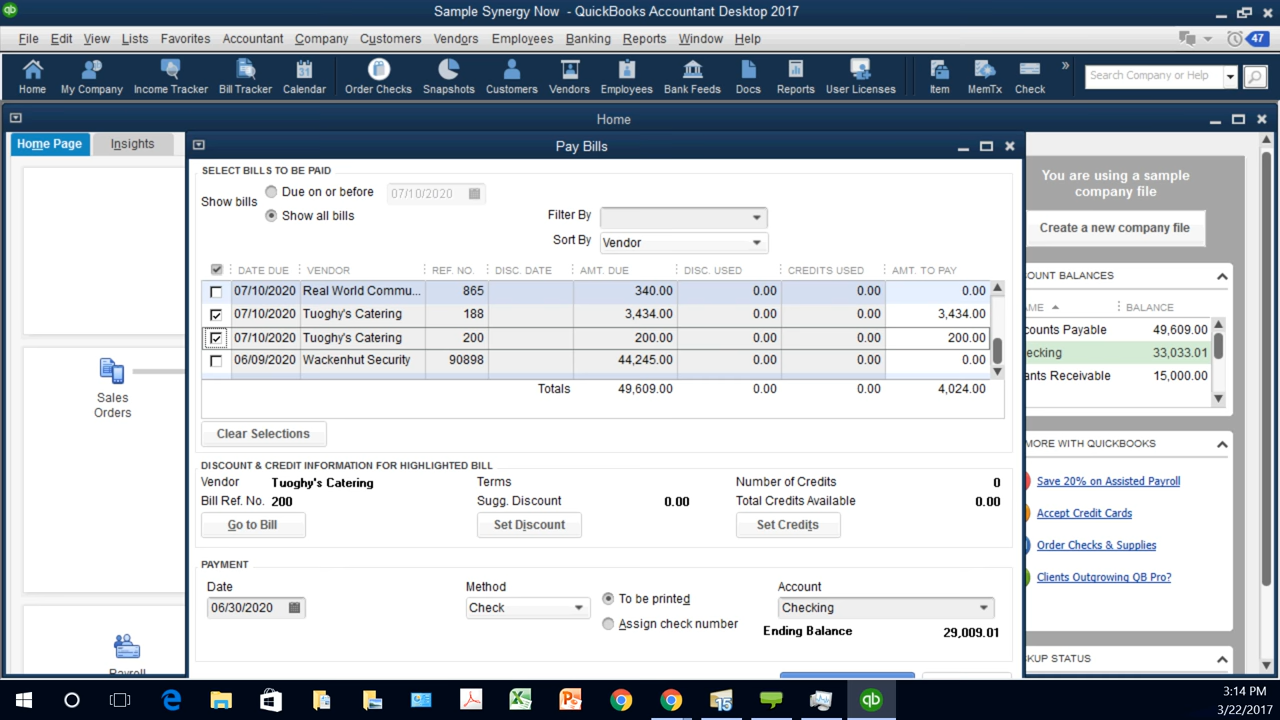 Sample Synergy Now - QuickBooks Accountant Desktop 2017
File Edit View Lists Favorites Accountant Company Customers Vendors Employees Banking Reports Window Help
47
Home My Company Income Tracker Bill Tracker Calendar Order Checks Snapshots Customers Vendors Employees Bank Feeds Docs Reports User Licenses Item MemTx Check
Search Company or Help
Home
Home Page Insights
Pay Bills
SELECT BILLS TO BE PAID
Show bills
Due on or before 07/10/2020
Show all bills
Filter By
Sort By Vendor
DATE DUE VENDOR REF. NO. DISC. DATE AMT. DUE DISC. USED CREDITS USED AMT. TO PAY
07/10/2020 Real World Commu... 865 340.00 0.00 0.00 0.00
07/10/2020 Tuoghy's Catering 188 3,434.00 0.00 0.00 3,434.00
07/10/2020 Tuoghy's Catering 200 200.00 0.00 0.00 200.00
06/09/2020 Wackenhut Security 90898 44,245.00 0.00 0.00 0.00
Totals 49,609.00 0.00 0.00 4,024.00
Clear Selections
DISCOUNT & CREDIT INFORMATION FOR HIGHLIGHTED BILL
Vendor Tuoghy's Catering Terms Number of Credits 0
Bill Ref. No. 200 Sugg. Discount 0.00 Total Credits Available 0.00
Go to Bill Set Discount Set Credits
PAYMENT
Date Method Account
06/30/2020 Check To be printed Checking
Assign check number
Ending Balance 29,009.01
Sales
Orders
Payroll
You are using a sample
company file
Create a new company file
OUNT BALANCES
ME BALANCE
counts Payable 49,609.00
ecking 33,033.01
ants Receivable 15,000.00
MORE WITH QUICKBOOKS
Save 20% on Assisted Payroll
Accept Credit Cards
Order Checks & Supplies
Clients Outgrowing QB Pro?
KUP STATUS
15
3:14 PM
3/22/2017